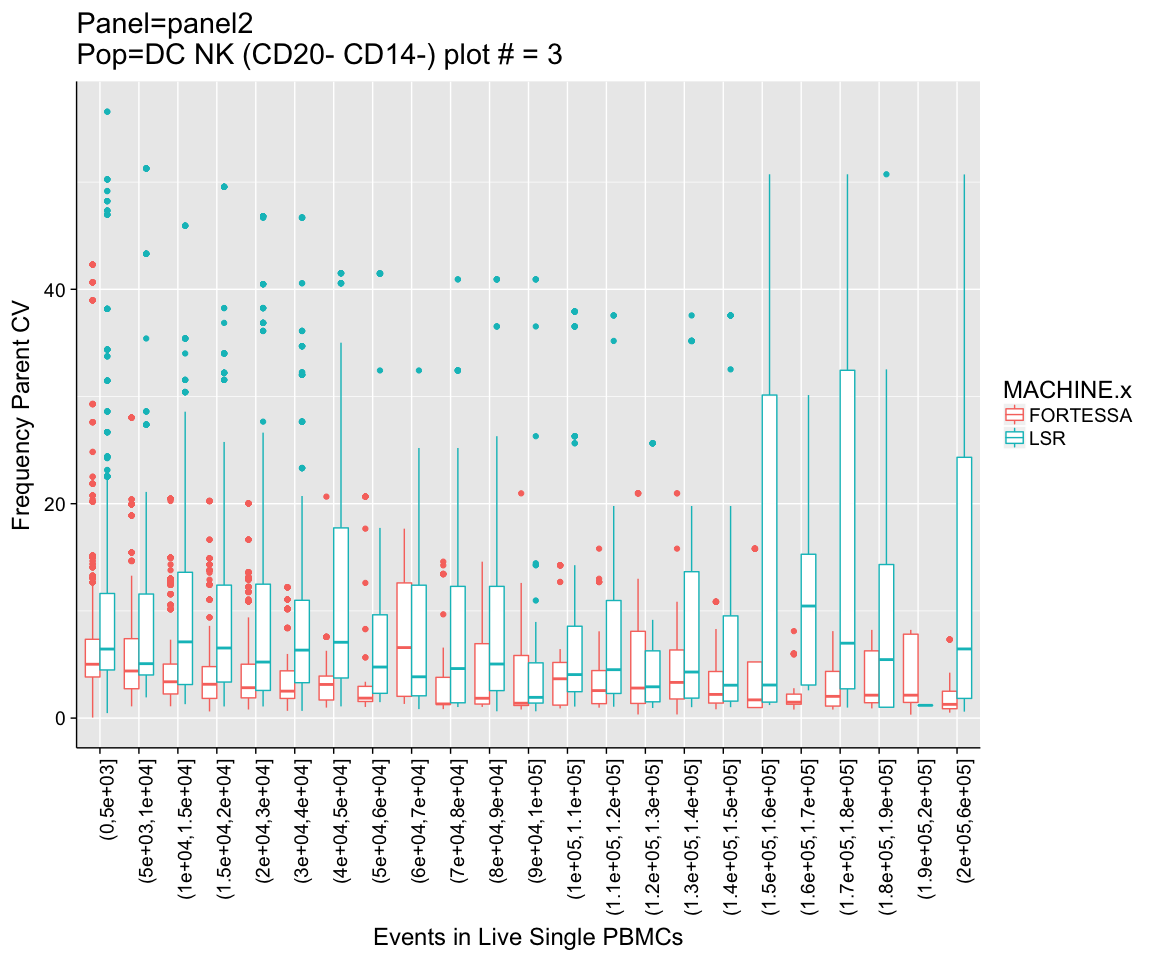 Panel=panel2
Pop=DC NK (CD20- CD14-) plot # = 3
Frequency Parent CV
40
20
0
(0,5e+03]
(5e+03,1e+04]
(1e+04,1.5e+04]
(1.5e+04,2e+04]
(2e+04,3e+04]
(3e+04,4e+04]
(4e+04,5e+04]
(5e+04,6e+04]
(6e+04,7e+04]
(7e+04,8e+04]
(8e+04,9e+04]
(9e+04,1e+05]
(1e+05,1.1e+05]
(1.1e+05,1.2e+05]
(1.2e+05,1.3e+05]
(1.3e+05,1.4e+05]
(1.4e+05,1.5e+05]
(1.5e+05,1.6e+05]
(1.6e+05,1.7e+05]
(1.7e+05,1.8e+05]
(1.8e+05,1.9e+05]
(1.9e+05,2e+05]
(2e+05,6e+05]
Events in Live Single PBMCs
MACHINE.x
FORTESSA
LSR